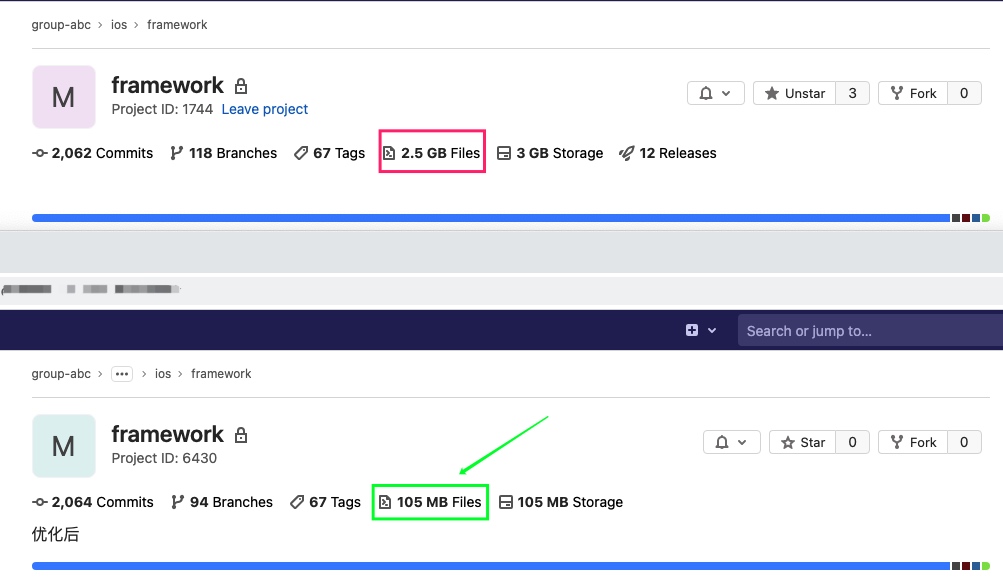 group-abc > ios > framework
M
framework
Project ID: 1744 Leave project
Unstar 3 Fork 0
2,062 Commits 118 Branches 67 Tags 2.5 GB Files 3 GB Storage 12 Releases
Search or jump to...
group-abc > ... > ios > framework
M
framework
Project ID: 6430
Star 0 Fork 0
2,064 Commits 94 Branches 67 Tags 105 MB Files 105 MB Storage
优化后